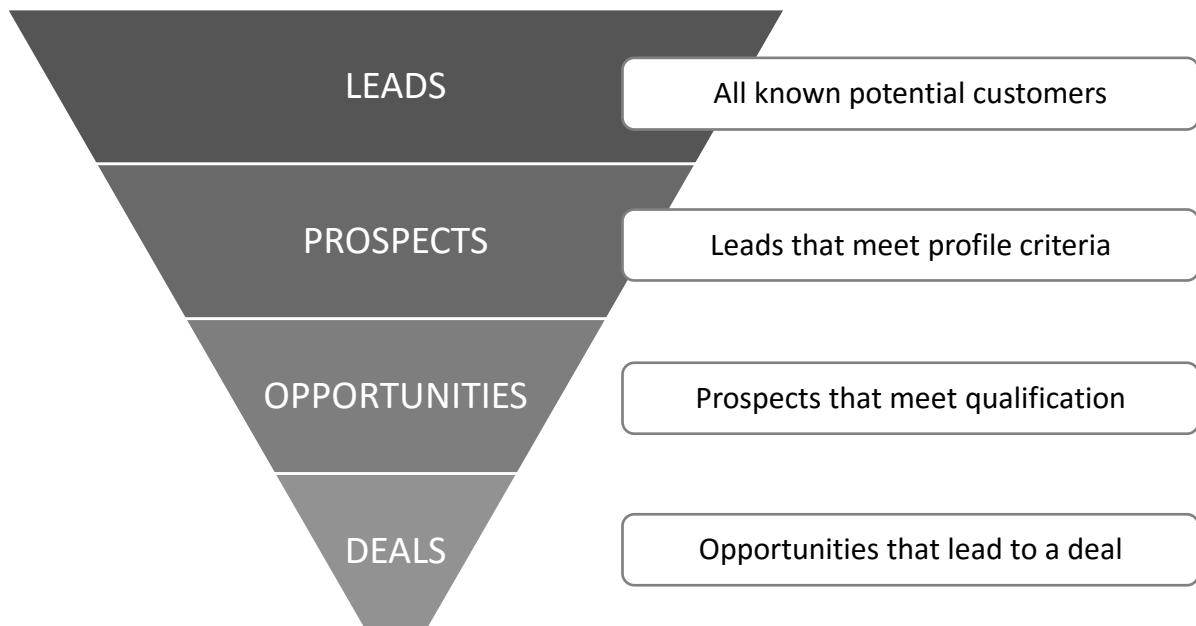 LEADS
All known potential customers
PROSPECTS
Leads that meet profile criteria
OPPORTUNITIES
Prospects that meet qualification
DEALS
Opportunities that lead to a deal